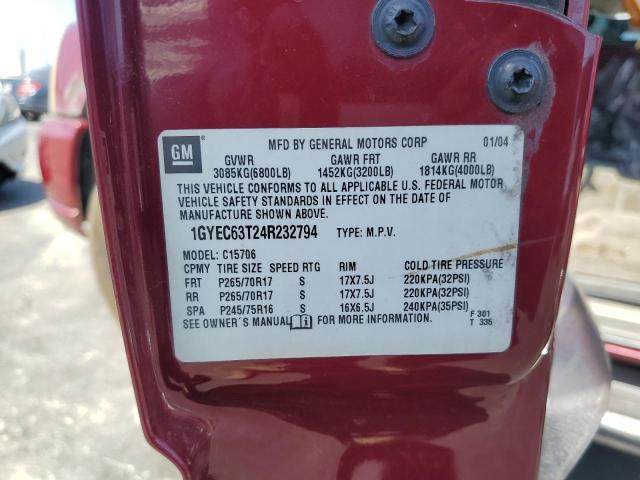 GM®
MFD BY GENERAL MOTORS CORP 01/04
GVWR GAWR FRT GAWR RR
3085KG(6800LB) 1452KG(3200LB) 1814KG(4000LB)
THIS VEHICLE CONFORMS TO ALL APPLICABLE U.S. FEDERAL MOTOR
VEHICLE SAFETY STANDARDS IN EFFECT ON THE DATE OF
MANUFACTURE SHOWN ABOVE.
1GYEC63T24R232794 TYPE: M.P.V.
MODEL: C15706
CPMY TIRE SIZE SPEED RTG RIM COLD TIRE PRESSURE
FRT P265/70R17 S 17X7.5J 220KPA(32PSI)
RR P265/70R17 S 17X7.5J 220KPA(32PSI)
SPA P245/75R16 S 16X6.5J 240KPA(35PSI)
SEE OWNER'S MANUAL FOR MORE INFORMATION.
F 301
T 335